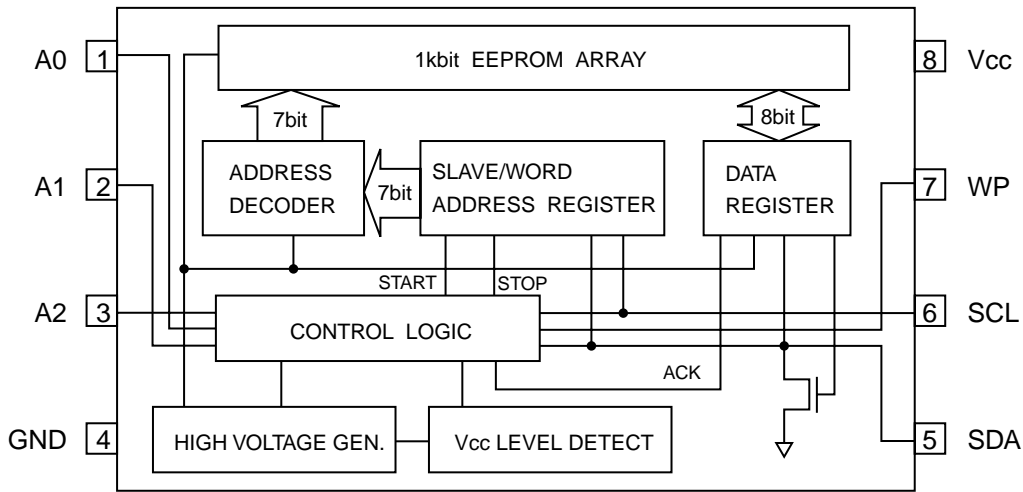 A0 1
1kbit EEPROM ARRAY
8 Vcc
7bit
8bit
A1 2
ADDRESS
DECODER
7bit
SLAVE/WORD
ADDRESS REGISTER
DATA
REGISTER
7 WP
START
STOP
A2 3
CONTROL LOGIC
6 SCL
ACK
GND 4
HIGH VOLTAGE GEN.
Vcc LEVEL DETECT
5 SDA